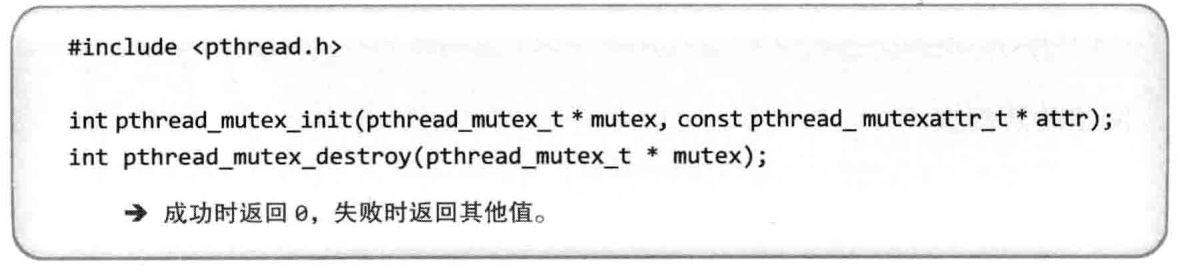 #include <pthread.h>
int pthread_mutex_init(pthread_mutex_t * mutex, const pthread_ mutexattr_t * attr);
int pthread_mutex_destroy(pthread_mutex_t * mutex);
➔ 成功时返回 0，失败时返回其他值。